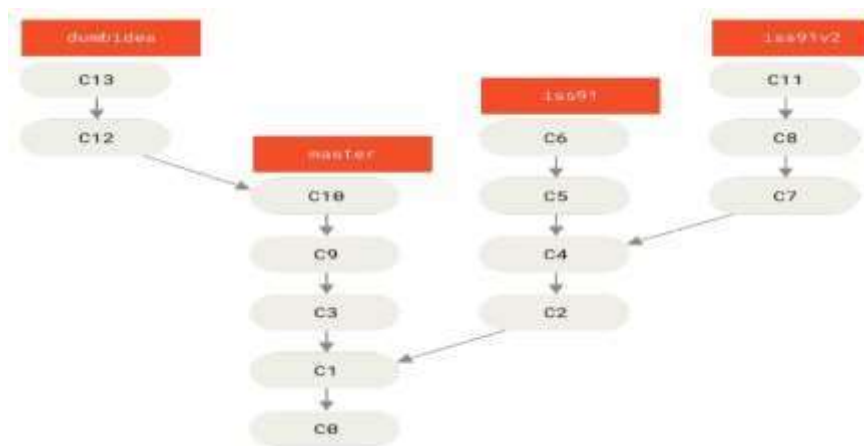 dumbidea
C13
C12
master
C10
C9
C3
C1
C0
iss91
C6
C5
C4
C2
iss91v2
C11
C8
C7